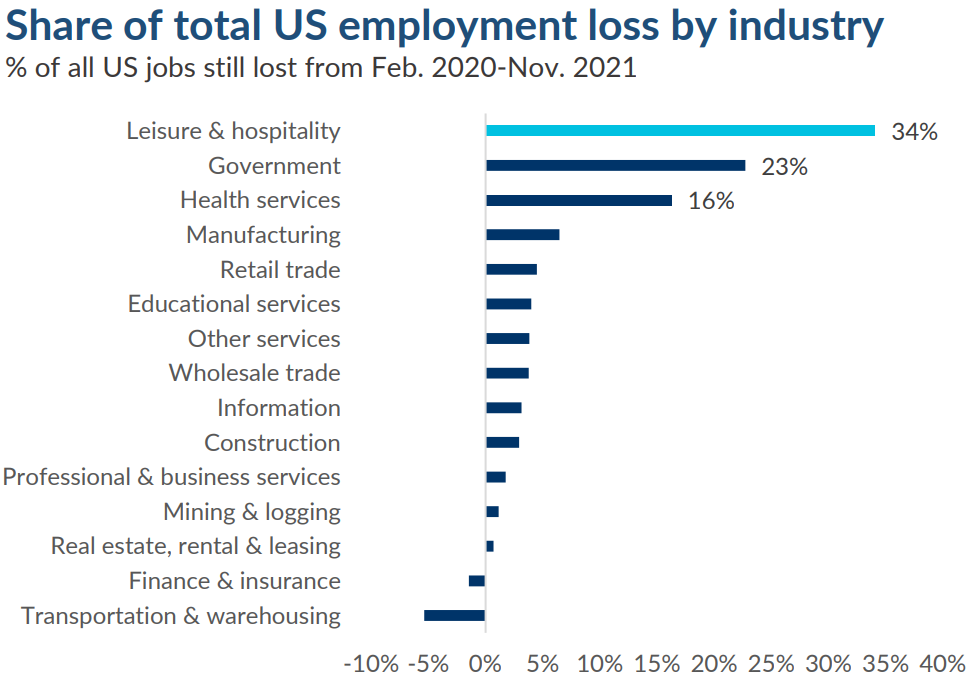 Share of total US employment loss by industry
% of all US jobs still lost from Feb. 2020-Nov. 2021
Leisure & hospitality 34%
Government 23%
Health services 16%
Manufacturing
Retail trade
Educational services
Other services
Wholesale trade
Information
Construction
Professional & business services
Mining & logging
Real estate, rental & leasing
Finance & insurance
Transportation & warehousing
-10% -5% 0% 5% 10% 15% 20% 25% 30% 35% 40%